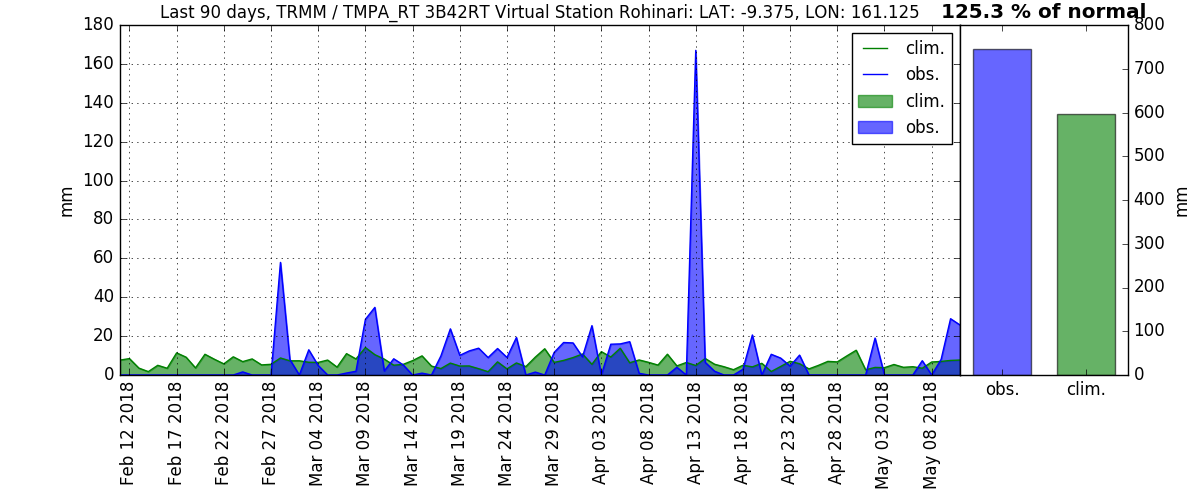 Last 90 days, TRMM / TMPA_RT 3B42RT Virtual Station Rohinari: LAT: -9.375, LON: 161.125
125.3 % of normal
180
160
140
120
100
80
60
40
20
0
mm
clim.
obs.
clim.
obs.
Feb 12 2018
Feb 17 2018
Feb 22 2018
Feb 27 2018
Mar 04 2018
Mar 09 2018
Mar 14 2018
Mar 19 2018
Mar 24 2018
Mar 29 2018
Apr 03 2018
Apr 08 2018
Apr 13 2018
Apr 18 2018
Apr 23 2018
Apr 28 2018
May 03 2018
May 08 2018
800
700
600
500
400
300
200
100
0
mm
obs.
clim.